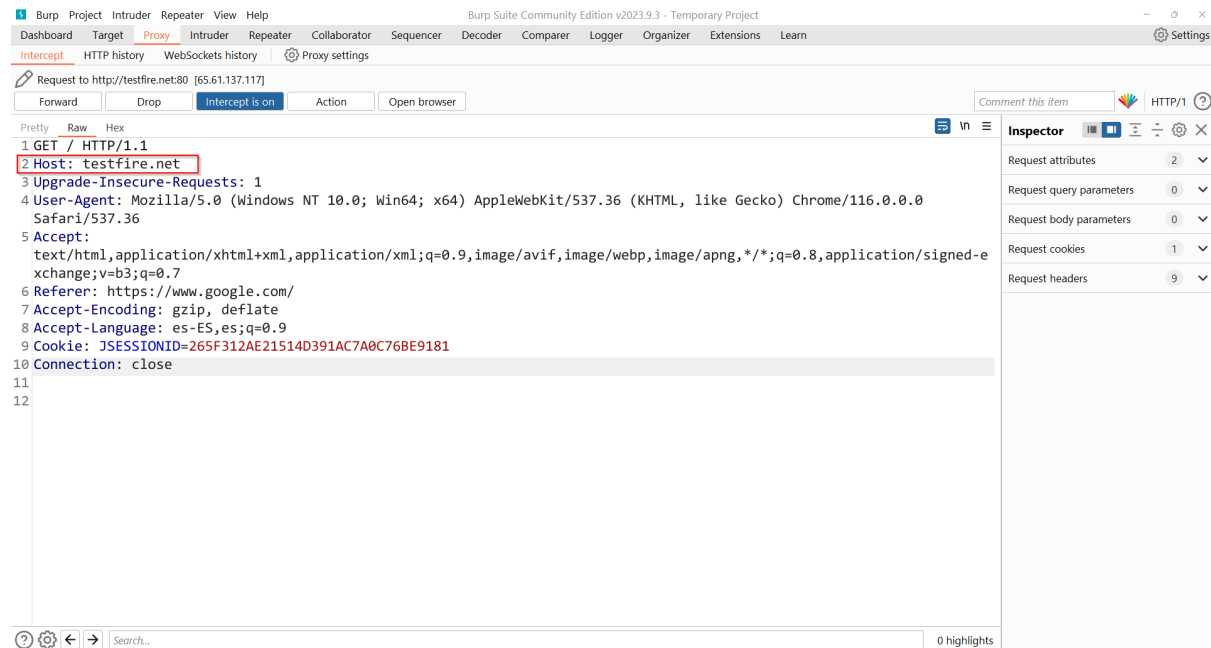 Burp Project Intruder Repeater View Help Burp Suite Community Edition v2023.9.3 - Temporary Project
Dashboard Target Proxy Intruder Repeater Collaborator Sequencer Decoder Comparer Logger Organizer Extensions Learn Settings
Intercept HTTP history WebSockets history Proxy settings
Request to http://testfire.net:80 [65.61.137.117]
Forward Drop Intercept is on Action Open browser Comment this item HTTP/1 ?
Pretty Raw Hex \n Inspector
1 GET / HTTP/1.1
2 Host: testfire.net
3 Upgrade-Insecure-Requests: 1
4 User-Agent: Mozilla/5.0 (Windows NT 10.0; Win64; x64) AppleWebKit/537.36 (KHTML, like Gecko) Chrome/116.0.0.0
Safari/537.36
5 Accept:
text/html,application/xhtml+xml,application/xml;q=0.9,image/avif,image/webp,image/apng,*/*;q=0.8,application/signed-e
xchange;v=b3;q=0.7
6 Referer: https://www.google.com/
7 Accept-Encoding: gzip, deflate
8 Accept-Language: es-ES,es;q=0.9
9 Cookie: JSESSIONID=265F312AE21514D391AC7A0C76BE9181
10 Connection: close
11
12
Request attributes 2
Request query parameters 0
Request body parameters 0
Request cookies 1
Request headers 9
? Search... 0 highlights